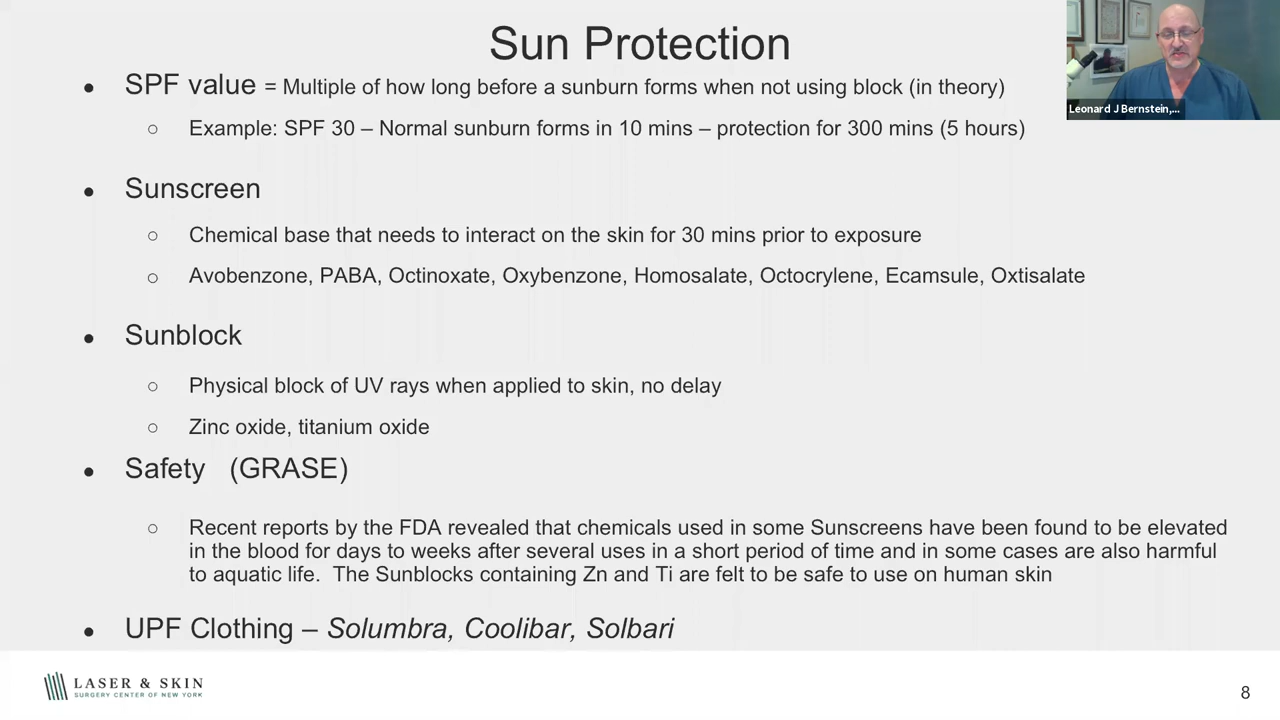 Sun Protection
Leonard J Bernstein,...
● SPF value = Multiple of how long before a sunburn forms when not using block (in theory)
○ Example: SPF 30 – Normal sunburn forms in 10 mins – protection for 300 mins (5 hours)
● Sunscreen
○ Chemical base that needs to interact on the skin for 30 mins prior to exposure
○ Avobenzone, PABA, Octinoxate, Oxybenzone, Homosalate, Octocrylene, Ecamsule, Oxtisalate
● Sunblock
○ Physical block of UV rays when applied to skin, no delay
○ Zinc oxide, titanium oxide
● Safety (GRASE)
○ Recent reports by the FDA revealed that chemicals used in some Sunscreens have been found to be elevated
in the blood for days to weeks after several uses in a short period of time and in some cases are also harmful
to aquatic life. The Sunblocks containing Zn and Ti are felt to be safe to use on human skin
● UPF Clothing – Solumbra, Coolibar, Solbari
LASER & SKIN
SURGERY CENTER OF NEW YORK
8